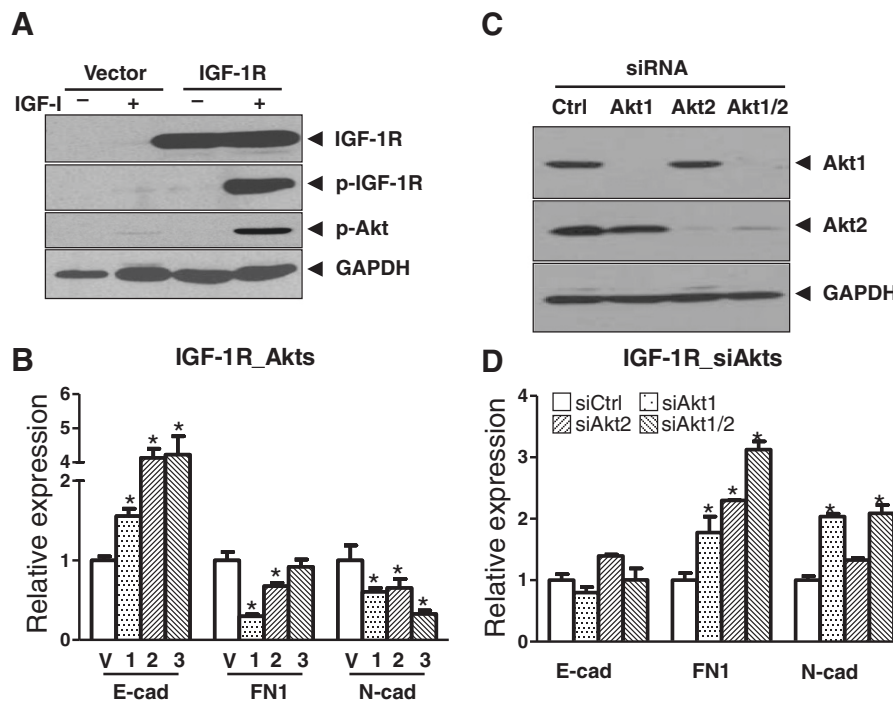 A
Vector IGF-1R
IGF-I – + – +
IGF-1R
p-IGF-1R
p-Akt
GAPDH
C
siRNA
Ctrl Akt1 Akt2 Akt1/2
Akt1
Akt2
GAPDH
B
IGF-1R_Akts
Relative expression
6
5
4
2
1
0
* * *
* *
* * *
V 1 2 3 V 1 2 3 V 1 2 3
E-cad FN1 N-cad
D
IGF-1R_siAkts
Relative expression
4
3
2
1
0
siCtrl siAkt1
siAkt2 siAkt1/2
* * *
* *
E-cad FN1 N-cad